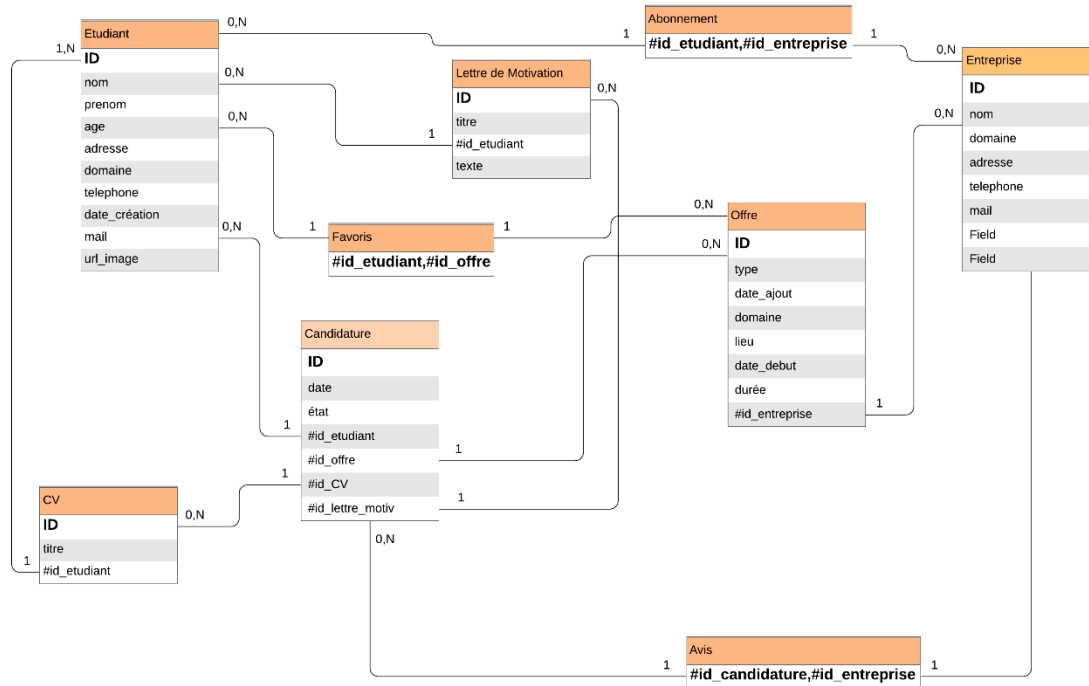 Etudiant
ID
nom
prenom
age
adresse
domaine
telephone
date_création
mail
url_image
0,N
1,N
0,N
0,N
0,N
Abonnement
#id_etudiant,#id_entreprise
1
1
0,N
Entreprise
ID
nom
domaine
adresse
telephone
mail
Field
Field
0,N
Lettre de Motivation
ID
titre
#id_etudiant
texte
0,N
1
Favoris
#id_etudiant,#id_offre
1
1
0,N
0,N
Offre
ID
type
date_ajout
domaine
lieu
date_debut
durée
#id_entreprise
1
Candidature
ID
date
état
#id_etudiant
#id_offre
#id_CV
#id_lettre_motiv
1
1
1
1
0,N
CV
ID
titre
#id_etudiant
0,N
1
Avis
#id_candidature,#id_entreprise
1
1